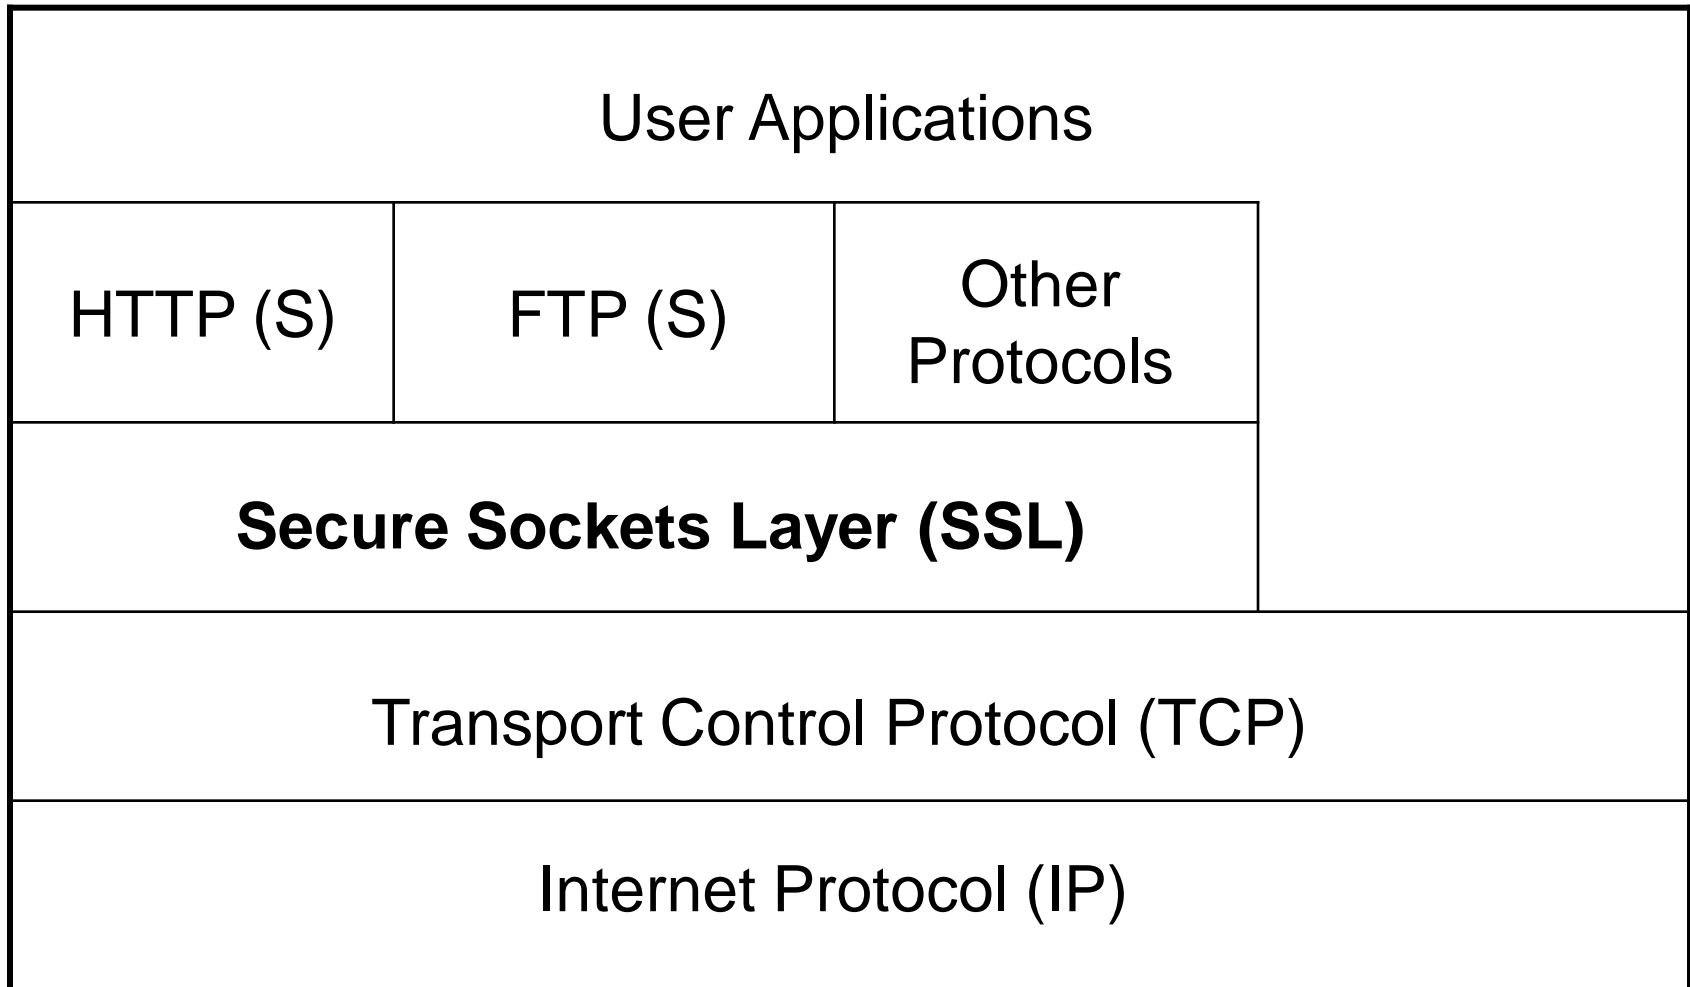 User Applications
HTTP (S)
FTP (S)
Other
Protocols
Secure Sockets Layer (SSL)
Transport Control Protocol (TCP)
Internet Protocol (IP)